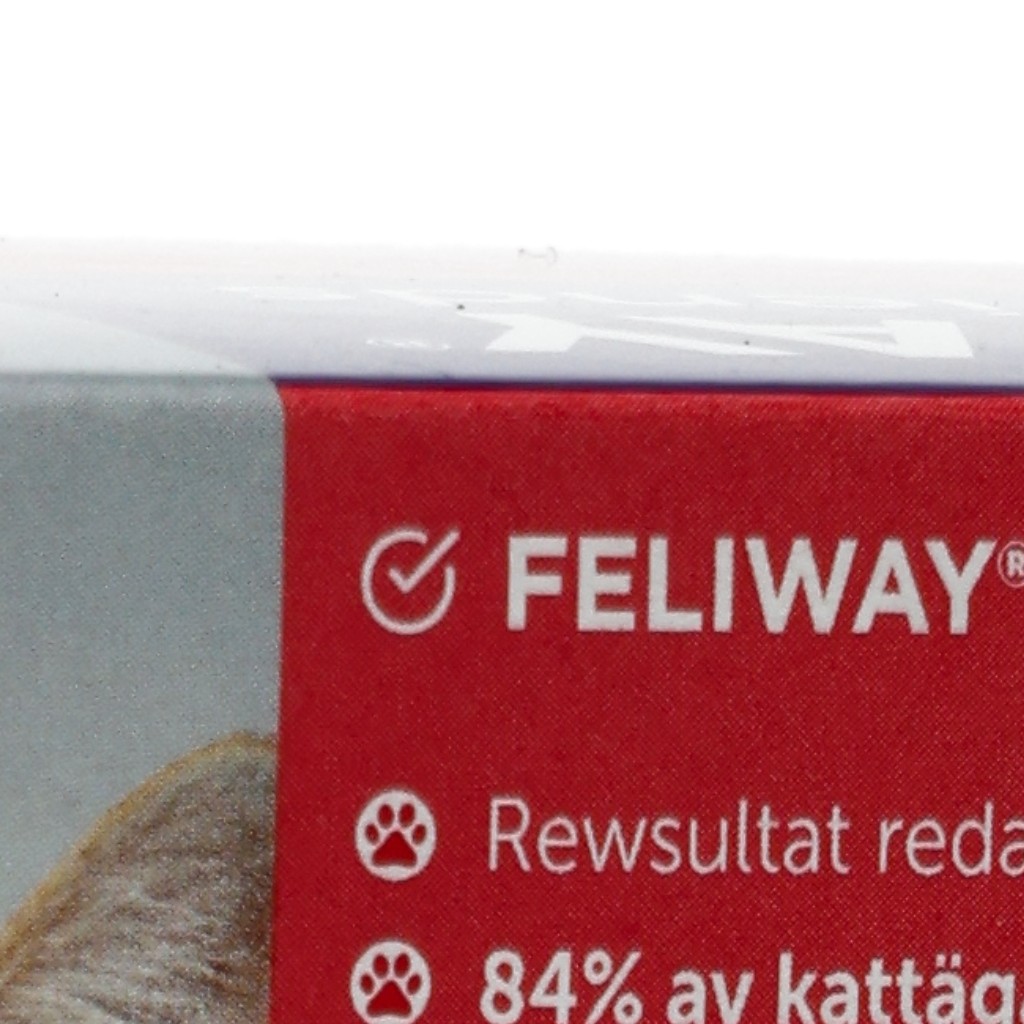 FELIWAY®
Rewsultat reda
84% av kattäg